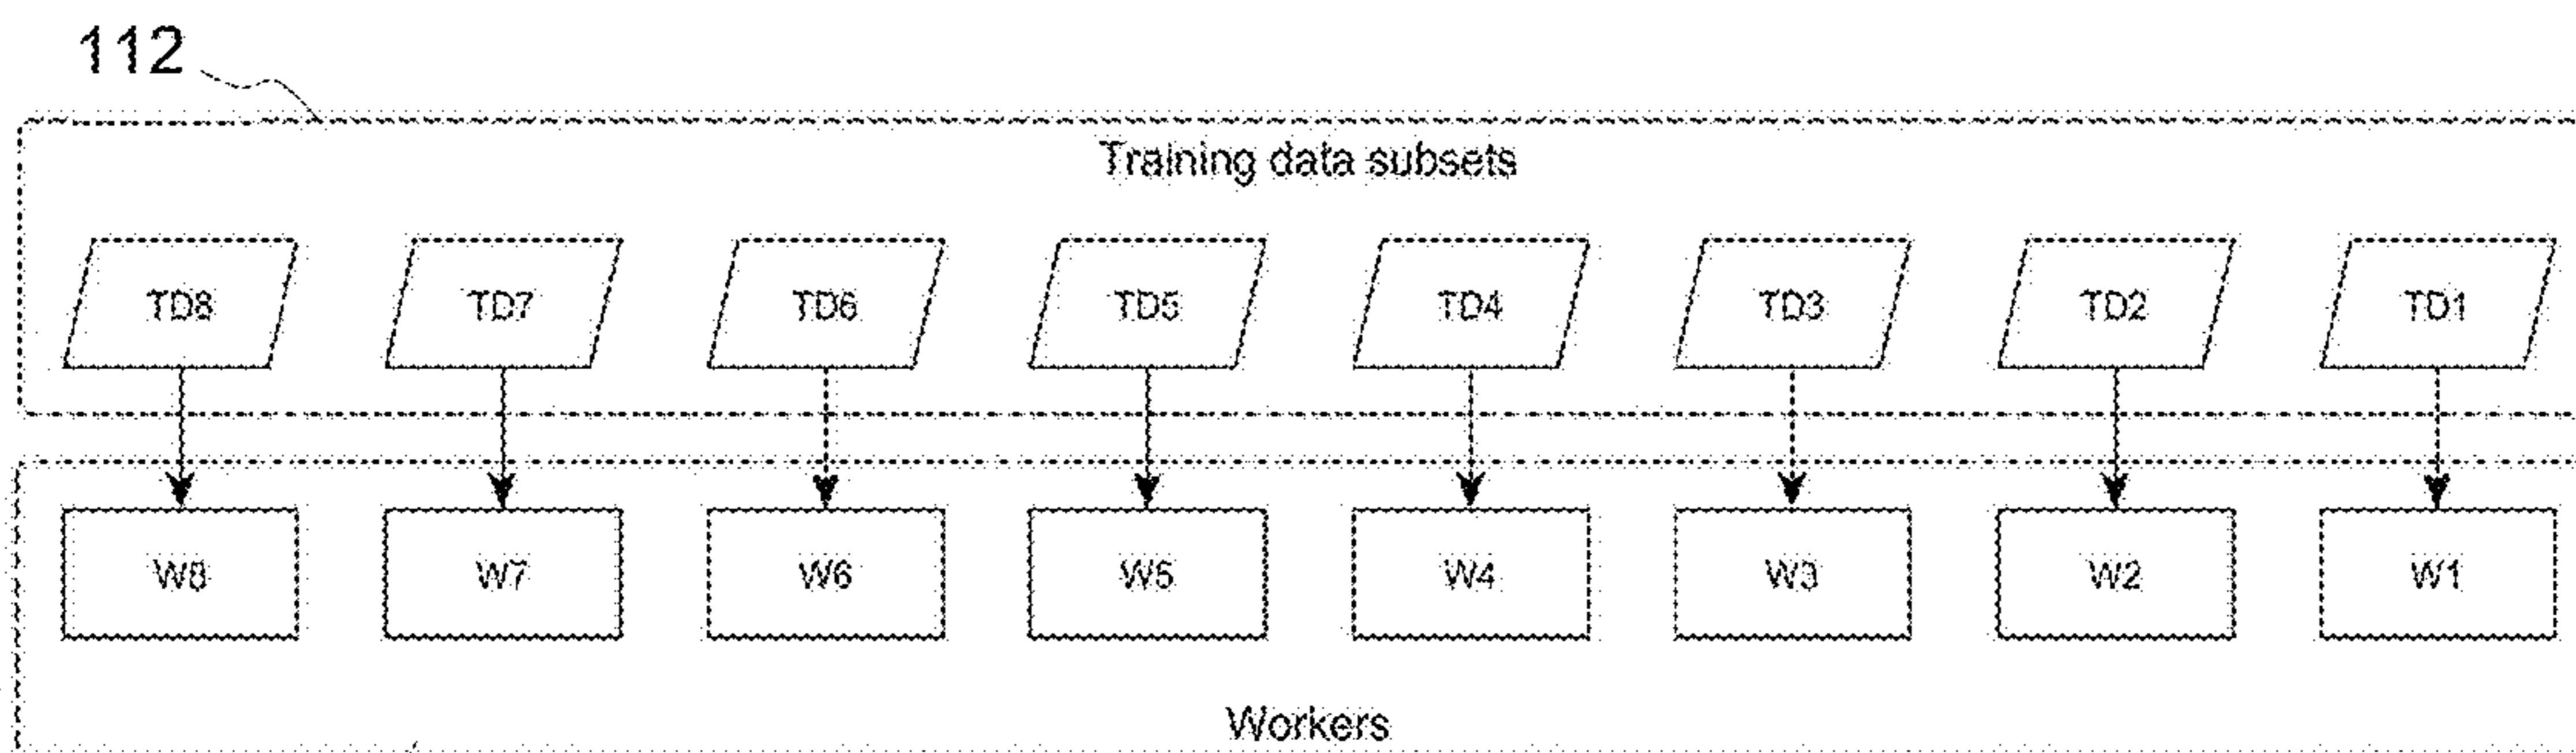 112
Training data subsets
TD8 TD7 TD6 TD5 TD4 TD3 TD2 TD1
W8 W7 W6 W5 W4 W3 W2 W1
Workers